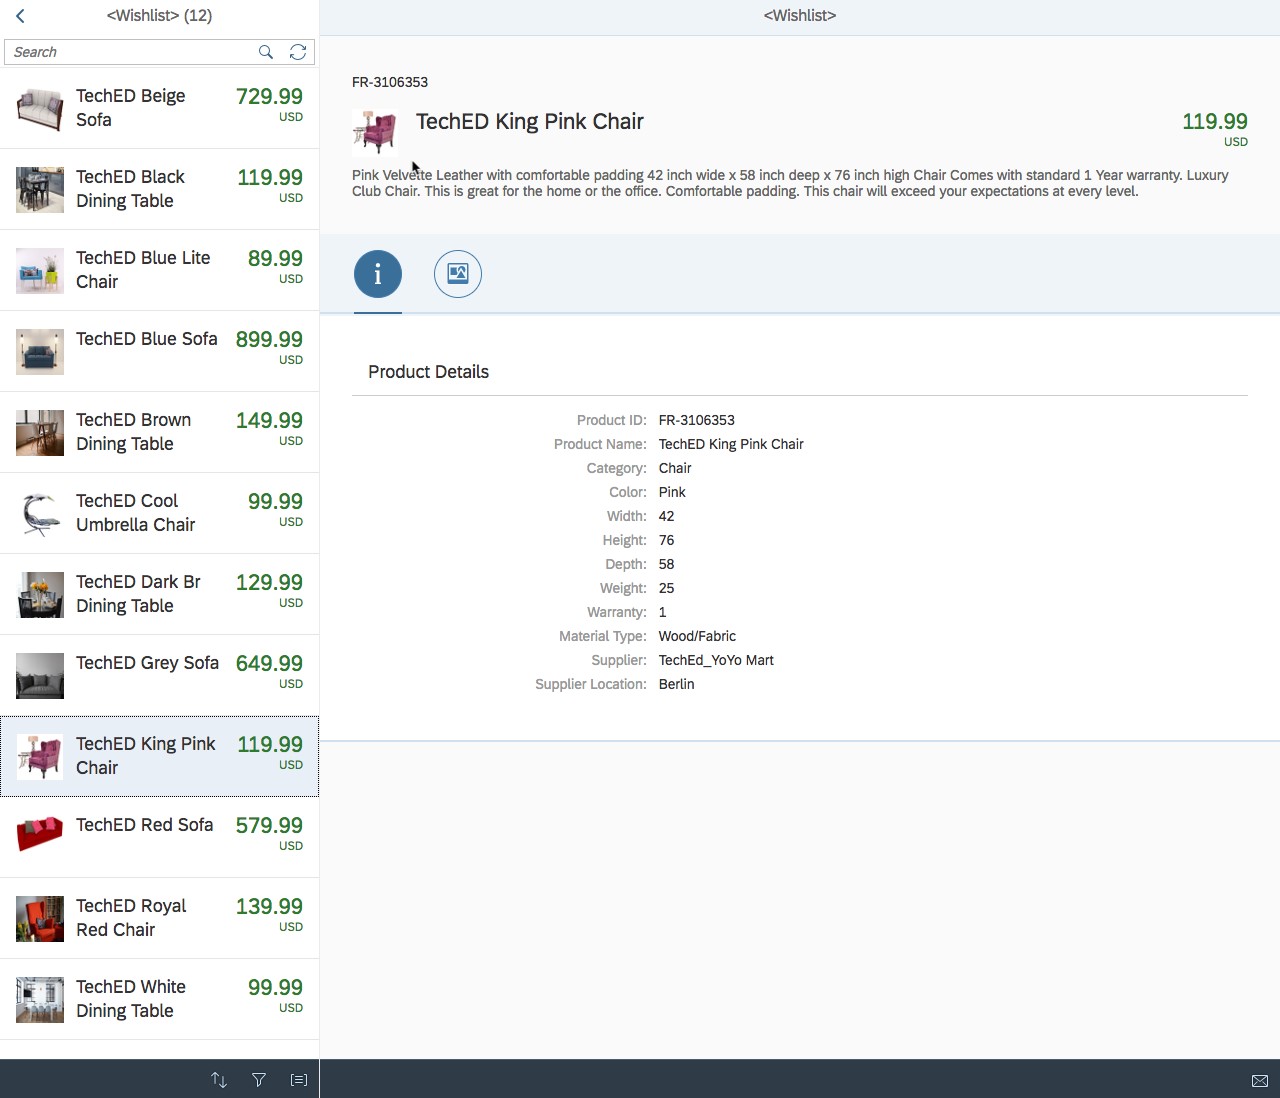 <Wishlist> (12)
Search
TechED Beige
Sofa
729.99
USD
TechED Black
Dining Table
119.99
USD
TechED Blue Lite
Chair
89.99
USD
TechED Blue Sofa
899.99
USD
TechED Brown
Dining Table
149.99
USD
TechED Cool
Umbrella Chair
99.99
USD
TechED Dark Br
Dining Table
129.99
USD
TechED Grey Sofa
649.99
USD
TechED King Pink
Chair
119.99
USD
TechED Red Sofa
579.99
USD
TechED Royal
Red Chair
139.99
USD
TechED White
Dining Table
99.99
USD
<Wishlist>
FR-3106353
TechED King Pink Chair
119.99
USD
Pink Velvette Leather with comfortable padding 42 inch wide x 58 inch deep x 76 inch high Chair Comes with standard 1 Year warranty. Luxury
Club Chair. This is great for the home or the office. Comfortable padding. This chair will exceed your expectations at every level.
Product Details
Product ID: FR-3106353
Product Name: TechED King Pink Chair
Category: Chair
Color: Pink
Width: 42
Height: 76
Depth: 58
Weight: 25
Warranty: 1
Material Type: Wood/Fabric
Supplier: TechEd_YoYo Mart
Supplier Location: Berlin